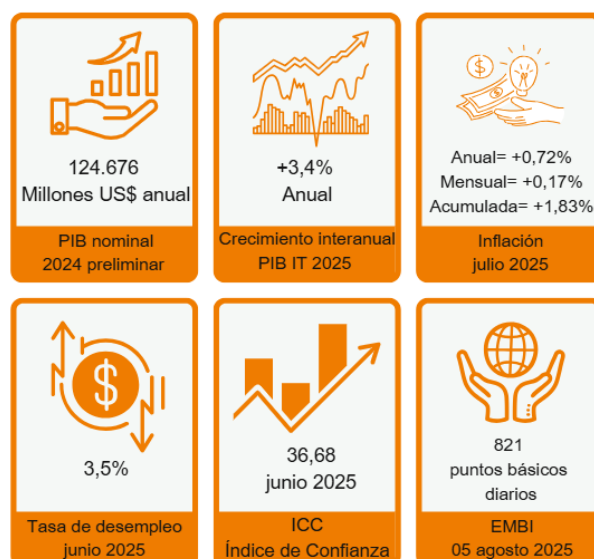 124.676
Millones US$ anual
PIB nominal
2024 preliminar
+3,4%
Anual
Crecimiento interanual
PIB IT 2025
$
$
Anual= +0,72%
Mensual= +0,17%
Acumulada= +1,83%
Inflación
julio 2025
$
3,5%
Tasa de desempleo
junio 2025
36,68
junio 2025
ICC
Índice de Confianza
821
puntos básicos
diarios
EMBI
05 agosto 2025